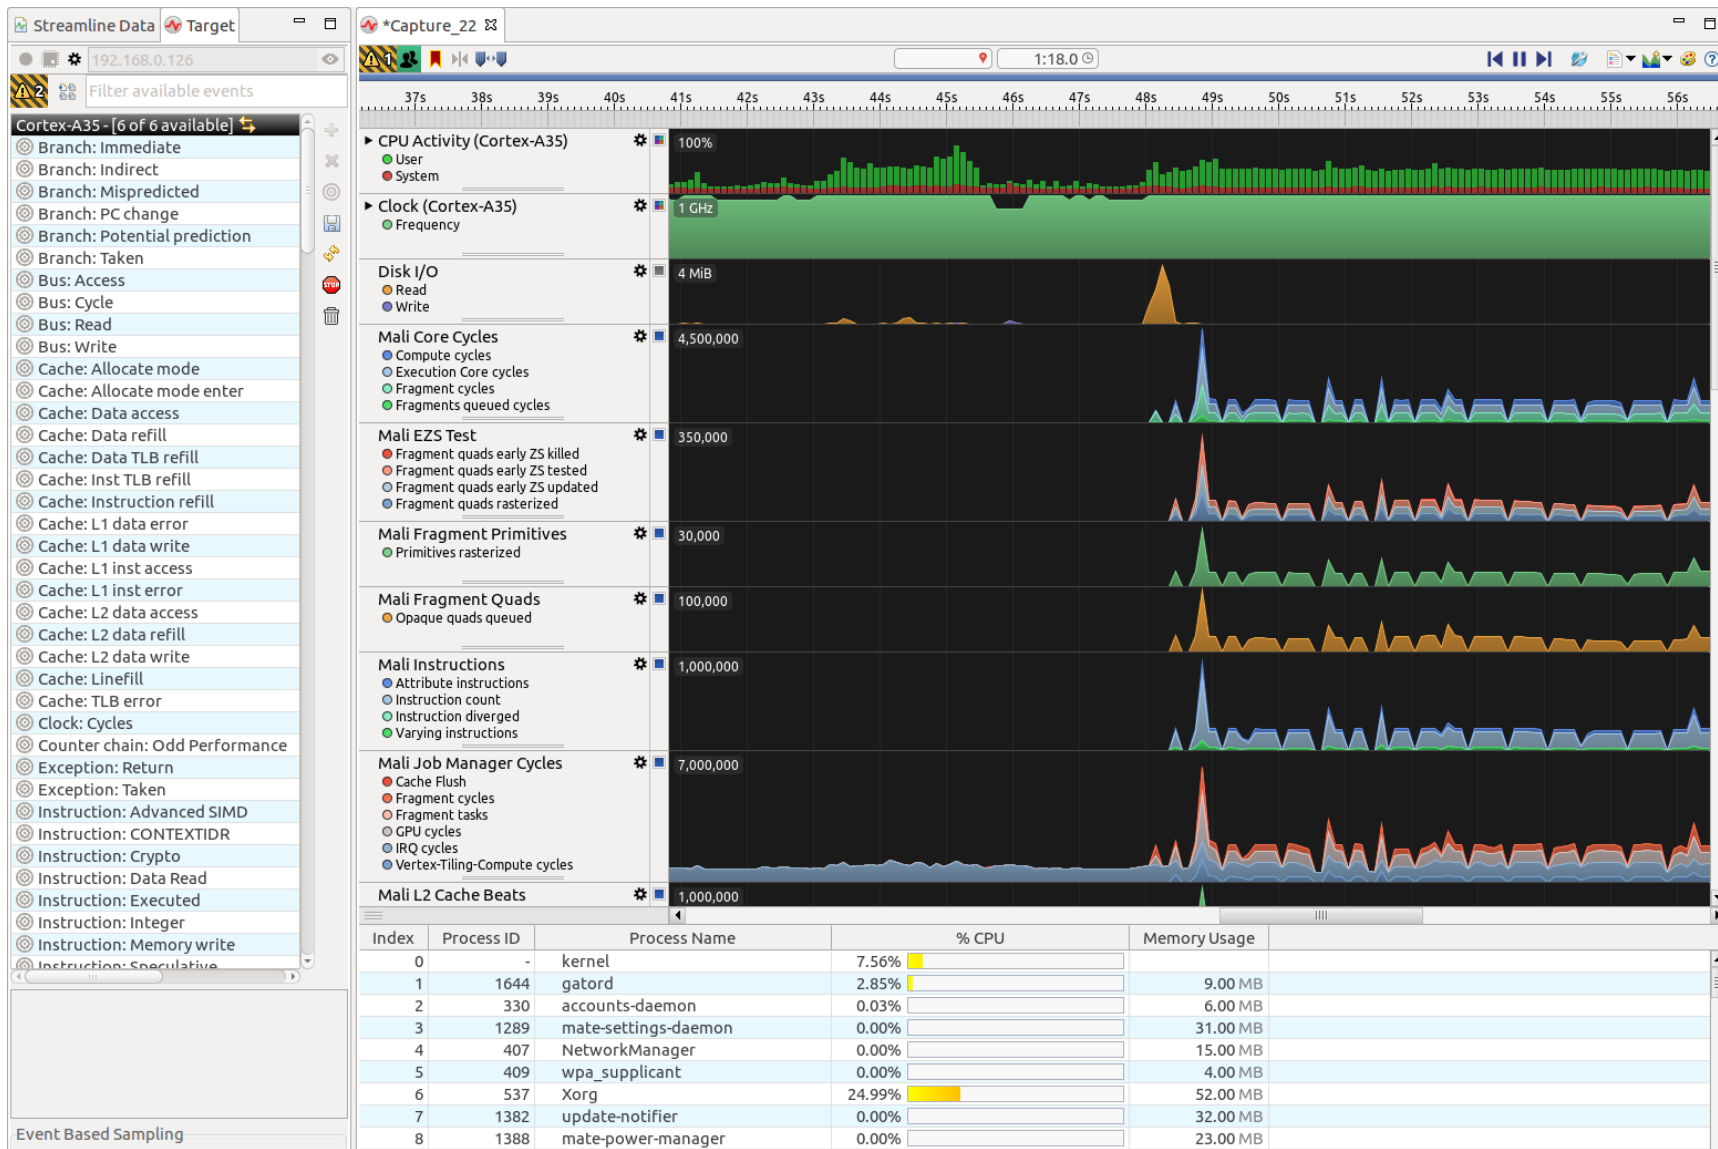 Streamline Data
Target
192.168.0.126
2
Filter available events
Cortex-A35 - [6 of 6 available]
Branch: Immediate
Branch: Indirect
Branch: Mispredicted
Branch: PC change
Branch: Potential prediction
Branch: Taken
Bus: Access
Bus: Cycle
Bus: Read
Bus: Write
Cache: Allocate mode
Cache: Allocate mode enter
Cache: Data access
Cache: Data refill
Cache: Data TLB refill
Cache: Inst TLB refill
Cache: Instruction refill
Cache: L1 data error
Cache: L1 data write
Cache: L1 inst access
Cache: L1 inst error
Cache: L2 data access
Cache: L2 data refill
Cache: L2 data write
Cache: Linefill
Cache: TLB error
Clock: Cycles
Counter chain: Odd Performance
Exception: Return
Exception: Taken
Instruction: Advanced SIMD
Instruction: CONTEXTIDR
Instruction: Crypto
Instruction: Data Read
Instruction: Executed
Instruction: Integer
Instruction: Memory write
Instruction: Speculative
STOP
Event Based Sampling
*Capture_22
1
1:18.0
37s 38s 39s 40s 41s 42s 43s 44s 45s 46s 47s 48s 49s 50s 51s 52s 53s 54s 55s 56s
CPU Activity (Cortex-A35)
User
System
100%
Clock (Cortex-A35)
Frequency
1 GHz
Disk I/O
Read
Write
4 MiB
Mali Core Cycles
Compute cycles
Execution Core cycles
Fragment cycles
Fragments queued cycles
4,500,000
Mali EZS Test
Fragment quads early ZS killed
Fragment quads early ZS tested
Fragment quads early ZS updated
Fragment quads rasterized
350,000
Mali Fragment Primitives
Primitives rasterized
30,000
Mali Fragment Quads
Opaque quads queued
100,000
Mali Instructions
Attribute instructions
Instruction count
Instruction diverged
Varying instructions
1,000,000
Mali Job Manager Cycles
Cache Flush
Fragment cycles
Fragment tasks
GPU cycles
IRQ cycles
Vertex-Tiling-Compute cycles
7,000,000
Mali L2 Cache Beats
1,000,000
Index Process ID Process Name % CPU Memory Usage
0 - kernel 7.56%
1 1644 gatord 2.85% 9.00 MB
2 330 accounts-daemon 0.03% 6.00 MB
3 1289 mate-settings-daemon 0.00% 31.00 MB
4 407 NetworkManager 0.00% 15.00 MB
5 409 wpa_supplicant 0.00% 4.00 MB
6 537 Xorg 24.99% 52.00 MB
7 1382 update-notifier 0.00% 32.00 MB
8 1388 mate-power-manager 0.00% 23.00 MB